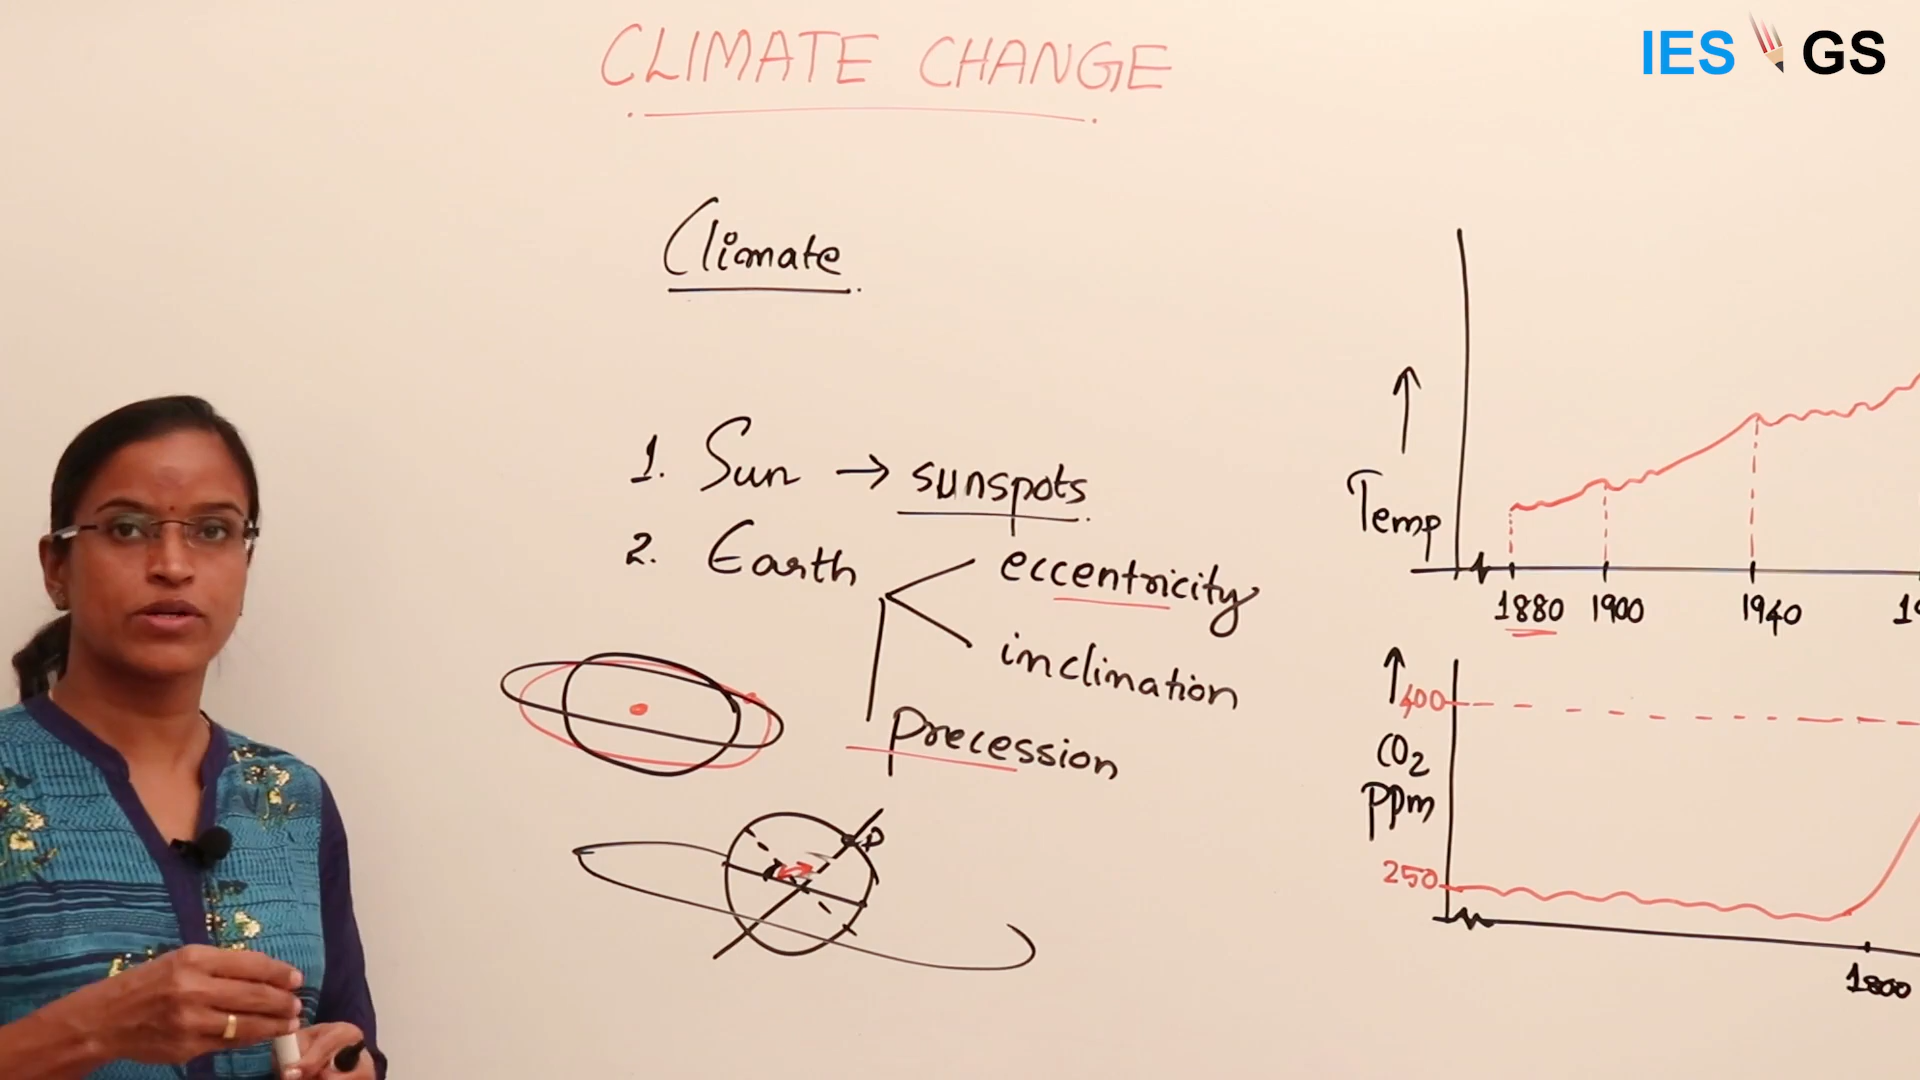 IES GS
CLIMATE CHANGE
Climate
1. Sun → sunspots
2. Earth
eccentricity
inclination
Precession
P
↑
Temp
1880 1900 1940 19
↑
400
CO2
PPm
250
1800